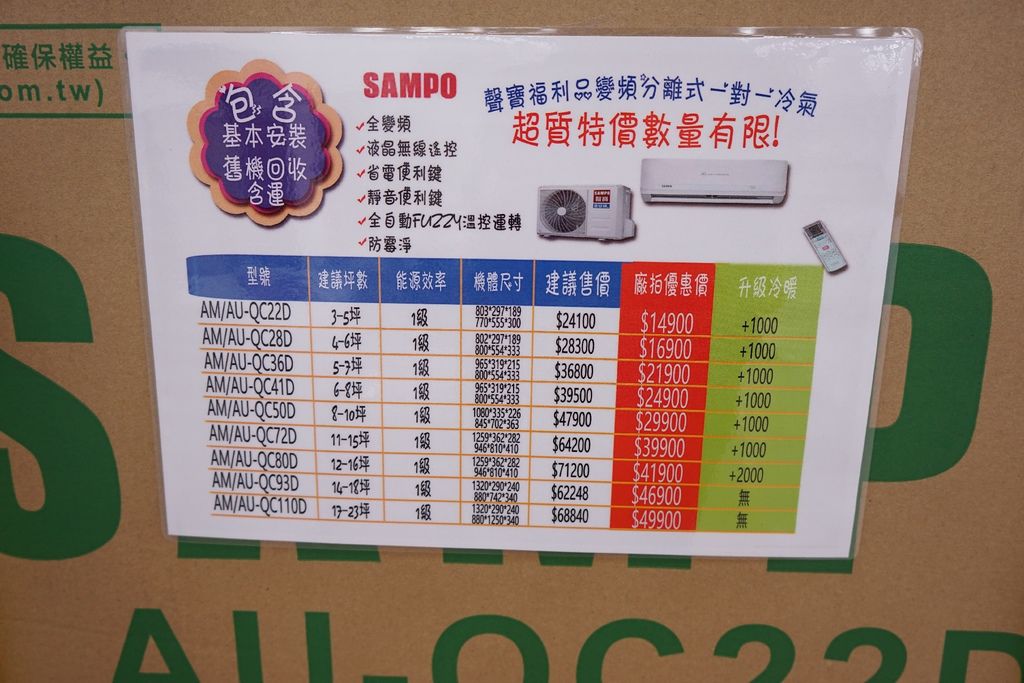 確保權益
om.tw)
包含
基本安裝
舊機回收
含運
SAMPO
全變頻
液晶無線遙控
省電便利鍵
靜音便利鍵
全自動FUZZY溫控運轉
防霉淨
聲寶福利品變頻分離式一對一冷氣
超質特價數量有限!
SAMPO
型號 建議坪數 能源效率 機體尺寸 建議售價 廠拍優惠價 升級冷暖
AM/AU-QC22D 3-5坪 1級 803*297*189 770*555*300 $24100 $14900 +1000
AM/AU-QC28D 4-6坪 1級 802*297*189 800*554*333 $28300 $16900 +1000
AM/AU-QC36D 5-7坪 1級 965*319*215 800*554*333 $36800 $21900 +1000
AM/AU-QC41D 6-8坪 1級 965*319*215 800*554*333 $39500 $24900 +1000
AM/AU-QC50D 8-10坪 1級 1080*335*226 845*702*363 $47900 $29900 +1000
AM/AU-QC72D 11-15坪 1級 1259*362*282 946*810*410 $64200 $39900 +1000
AM/AU-QC80D 12-16坪 1級 1259*362*282 946*810*410 $71200 $41900 +2000
AM/AU-QC93D 14-18坪 1級 1320*290*240 880*742*340 $62248 $46900 無
AM/AU-QC110D 17-23坪 1級 1320*290*240 880*1250*340 $68840 $49900 無
AU-QC22D